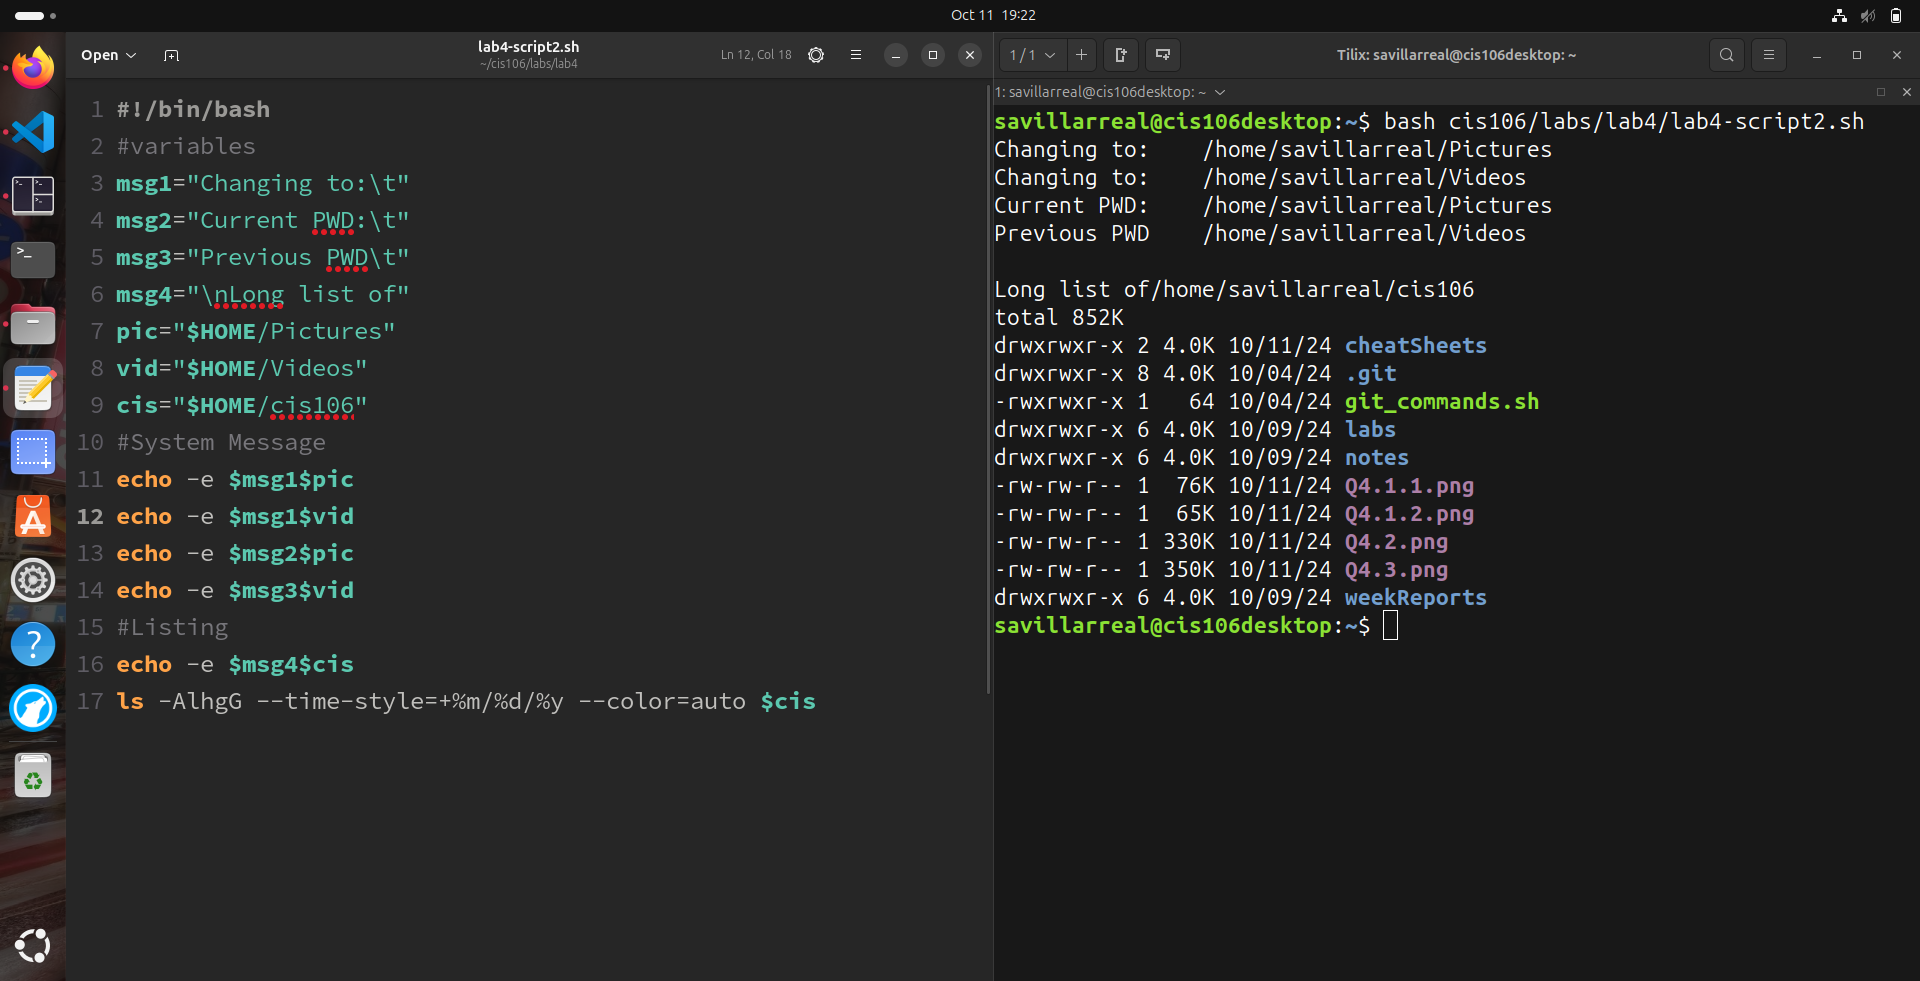 Oct 11 19:22
Open
lab4-script2.sh
~/cis106/labs/lab4
Ln 12, Col 18
1 #!/bin/bash
2 #variables
3 msg1="Changing to:\t"
4 msg2="Current PWD:\t"
5 msg3="Previous PWD\t"
6 msg4="\nLong list of"
7 pic="$HOME/Pictures"
8 vid="$HOME/Videos"
9 cis="$HOME/cis106"
10 #System Message
11 echo -e $msg1$pic
12 echo -e $msg1$vid
13 echo -e $msg2$pic
14 echo -e $msg3$vid
15 #Listing
16 echo -e $msg4$cis
17 ls -AlhgG --time-style=+%m/%d/%y --color=auto $cis
1 / 1
Tilix: savillarreal@cis106desktop: ~
1: savillarreal@cis106desktop: ~
savillarreal@cis106desktop:~$ bash cis106/labs/lab4/lab4-script2.sh
Changing to:    /home/savillarreal/Pictures
Changing to:    /home/savillarreal/Videos
Current PWD:    /home/savillarreal/Pictures
Previous PWD    /home/savillarreal/Videos
Long list of/home/savillarreal/cis106
total 852K
drwxrwxr-x 2 4.0K 10/11/24 cheatSheets
drwxrwxr-x 8 4.0K 10/04/24 .git
-rwxrwxr-x 1   64 10/04/24 git_commands.sh
drwxrwxr-x 6 4.0K 10/09/24 labs
drwxrwxr-x 6 4.0K 10/09/24 notes
-rw-rw-r-- 1  76K 10/11/24 Q4.1.1.png
-rw-rw-r-- 1  65K 10/11/24 Q4.1.2.png
-rw-rw-r-- 1 330K 10/11/24 Q4.2.png
-rw-rw-r-- 1 350K 10/11/24 Q4.3.png
drwxrwxr-x 6 4.0K 10/09/24 weekReports
savillarreal@cis106desktop:~$